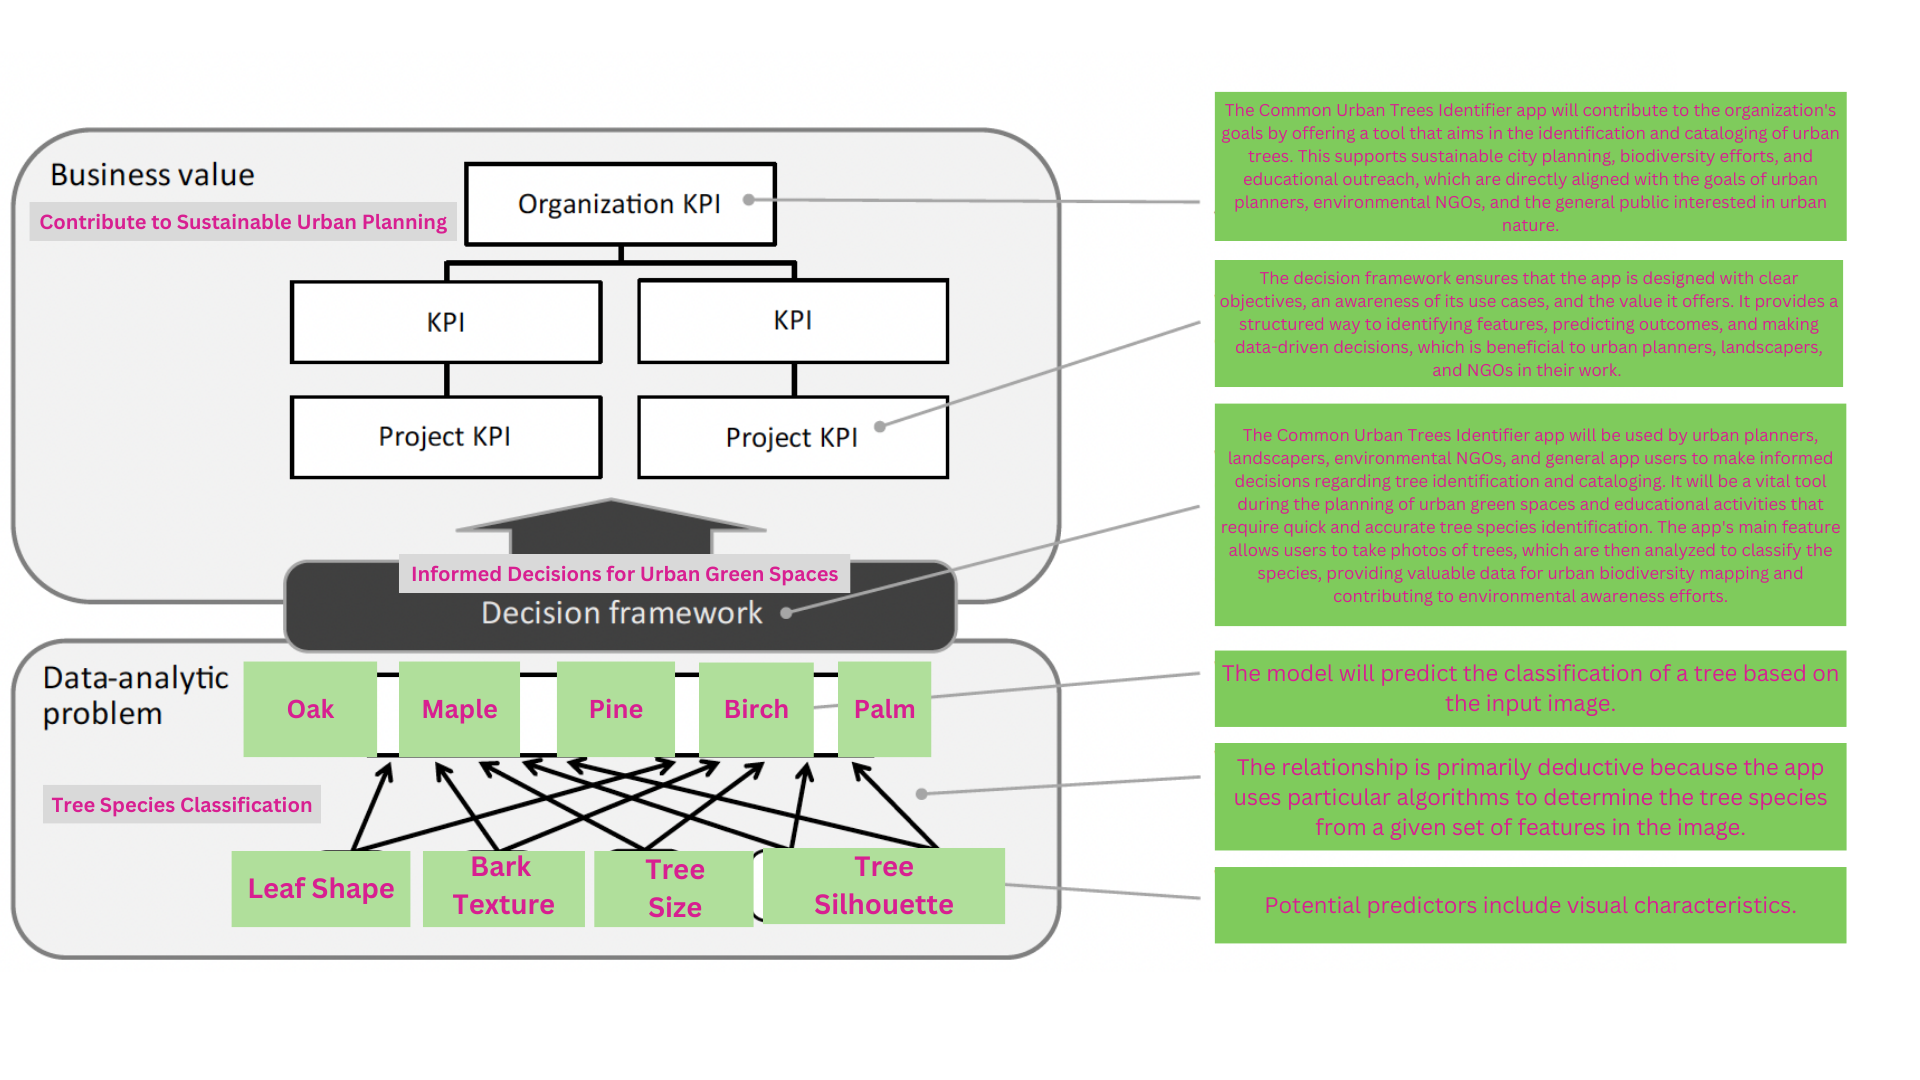 Business value
Contribute to Sustainable Urban Planning
Organization KPI
KPI
KPI
Project KPI
Project KPI
Informed Decisions for Urban Green Spaces
Decision framework
Data-analytic
problem
Oak
Maple
Pine
Birch
Palm
Tree Species Classification
Leaf Shape
Bark
Texture
Tree
Size
Tree
Silhouette
The Common Urban Trees Identifier app will contribute to the organization's
goals by offering a tool that aims in the identification and cataloging of urban
trees. This supports sustainable city planning, biodiversity efforts, and
educational outreach, which are directly aligned with the goals of urban
planners, environmental NGOs, and the general public interested in urban
nature.
The decision framework ensures that the app is designed with clear
objectives, an awareness of its use cases, and the value it offers. It provides a
structured way to identifying features, predicting outcomes, and making
data-driven decisions, which is beneficial to urban planners, landscapers,
and NGOs in their work.
The Common Urban Trees Identifier app will be used by urban planners,
landscapers, environmental NGOs, and general app users to make informed
decisions regarding tree identification and cataloging. It will be a vital tool
during the planning of urban green spaces and educational activities that
require quick and accurate tree species identification. The app's main feature
allows users to take photos of trees, which are then analyzed to classify the
species, providing valuable data for urban biodiversity mapping and
contributing to environmental awareness efforts.
The model will predict the classification of a tree based on
the input image.
The relationship is primarily deductive because the app
uses particular algorithms to determine the tree species
from a given set of features in the image.
Potential predictors include visual characteristics.